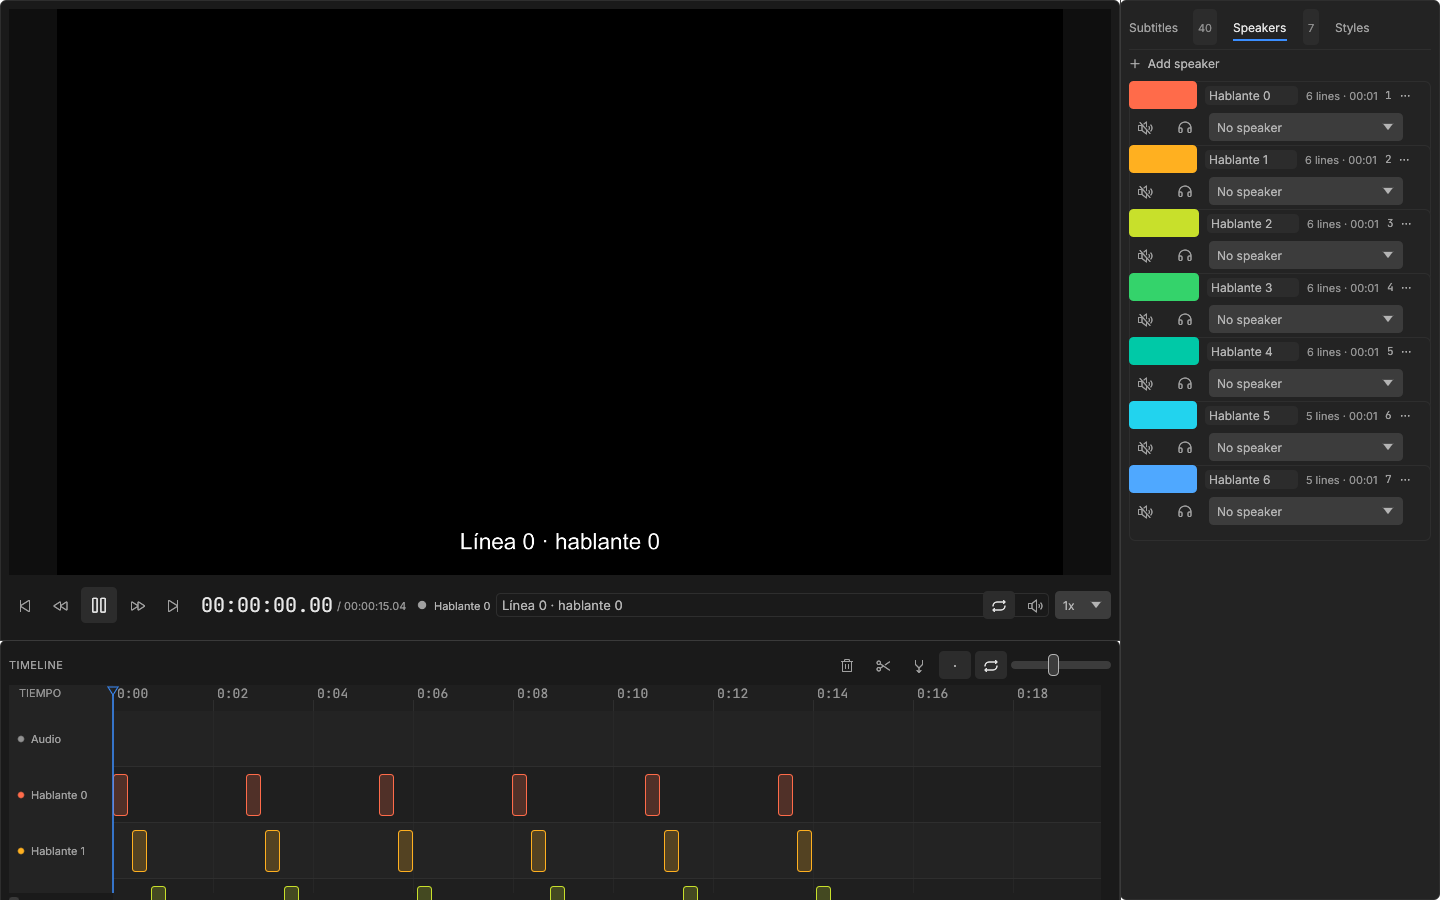 Subtitles 40 Speakers 7 Styles
+ Add speaker
Hablante 0 6 lines · 00:01 1 ···
No speaker
Hablante 1 6 lines · 00:01 2 ···
No speaker
Hablante 2 6 lines · 00:01 3 ···
No speaker
Hablante 3 6 lines · 00:01 4 ···
No speaker
Hablante 4 6 lines · 00:01 5 ···
No speaker
Hablante 5 5 lines · 00:01 6 ···
No speaker
Hablante 6 5 lines · 00:01 7 ···
No speaker
Línea 0 · hablante 0
00:00:00.00 / 00:00:15.04 Hablante 0 Línea 0 · hablante 0 1x
TIMELINE
TIEMPO 0:00 0:02 0:04 0:06 0:08 0:10 0:12 0:14 0:16 0:18
Audio
Hablante 0
Hablante 1